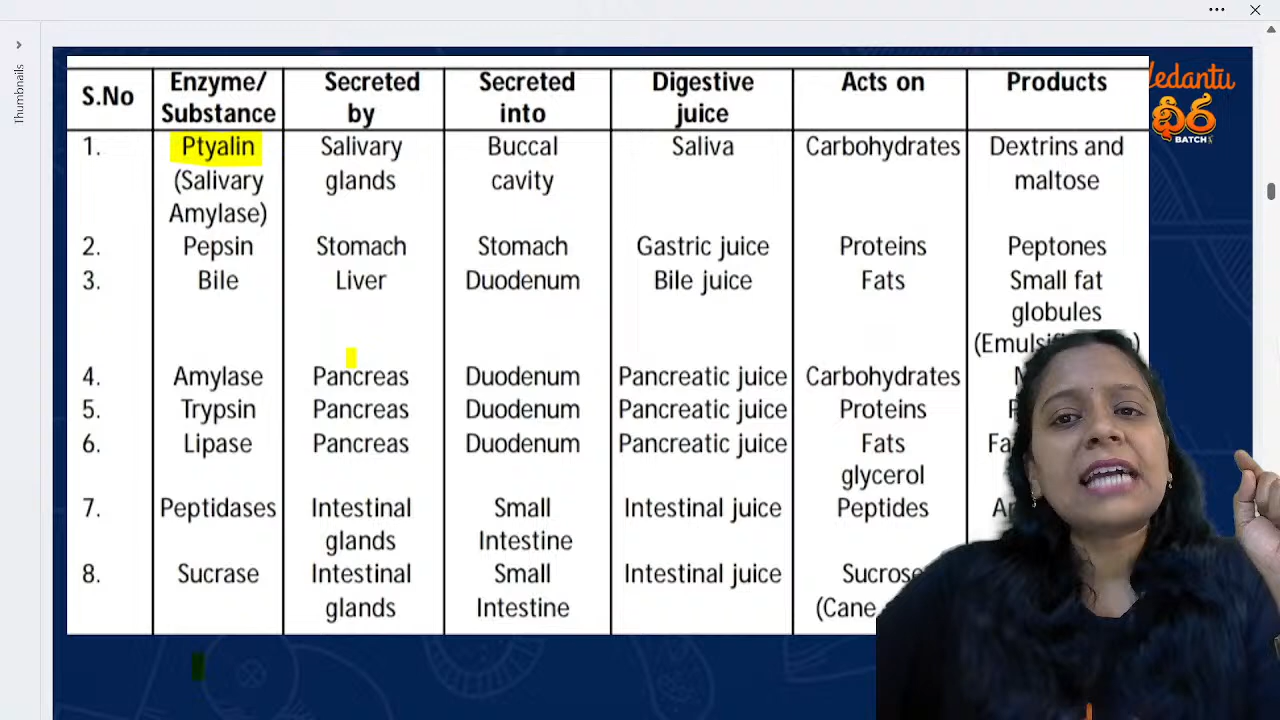 Thumbnails
Vedantu
ధీర
BATCH
S.No Enzyme/ Substance Secreted by Secreted into Digestive juice Acts on Products
1. Ptyalin (Salivary Amylase) Salivary glands Buccal cavity Saliva Carbohydrates Dextrins and maltose
2. Pepsin Stomach Stomach Gastric juice Proteins Peptones
3. Bile Liver Duodenum Bile juice Fats Small fat globules
4. Amylase Pancreas Duodenum Pancreatic juice Carbohydrates
5. Trypsin Pancreas Duodenum Pancreatic juice Proteins
6. Lipase Pancreas Duodenum Pancreatic juice Fats glycerol
7. Peptidases Intestinal glands Small Intestine Intestinal juice Peptides
8. Sucrase Intestinal glands Small Intestine Intestinal juice Sucrose (Cane